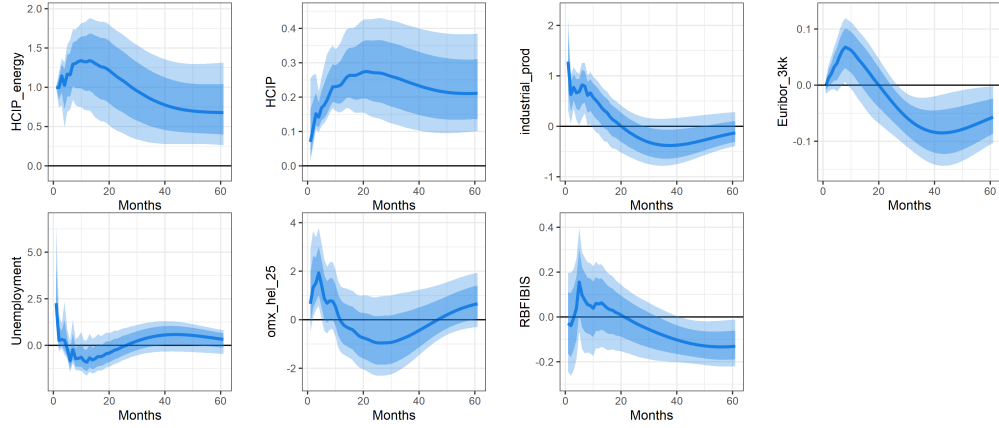 HCIP_energy
2.0
1.5
1.0
0.5
0.0
0 20 40 60
Months
HCIP
0.4
0.3
0.2
0.1
0.0
0 20 40 60
Months
industrial_prod
2
1
0
-1
0 20 40 60
Months
Euribor_3kk
0.1
0.0
-0.1
0 20 40 60
Months
Unemployment
5.0
2.5
0.0
0 20 40 60
Months
omx_hel_25
4
2
0
-2
0 20 40 60
Months
RBFIBIS
0.4
0.2
0.0
-0.2
0 20 40 60
Months